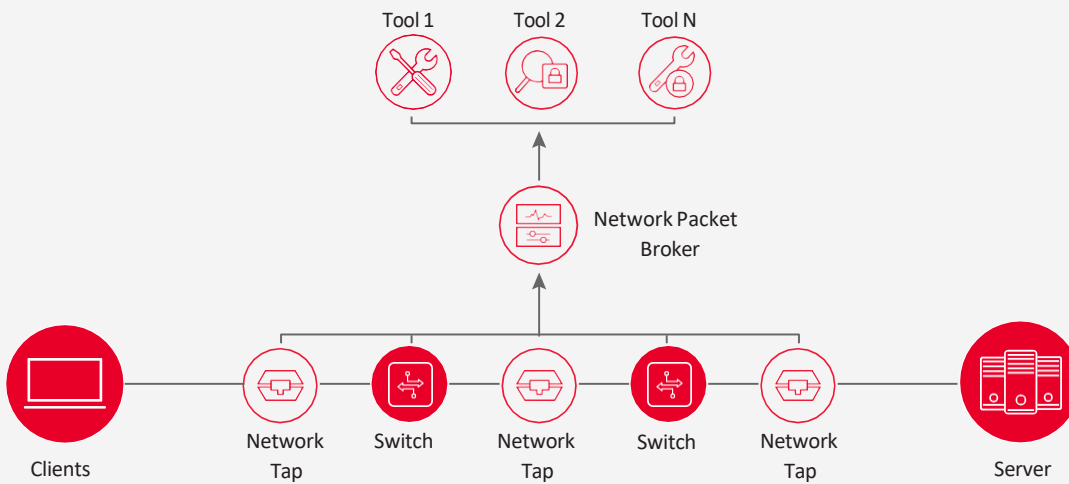 Tool 1
Tool 2
Tool N
Network Packet
Broker
Clients
Network
Tap
Switch
Network
Tap
Switch
Network
Tap
Server